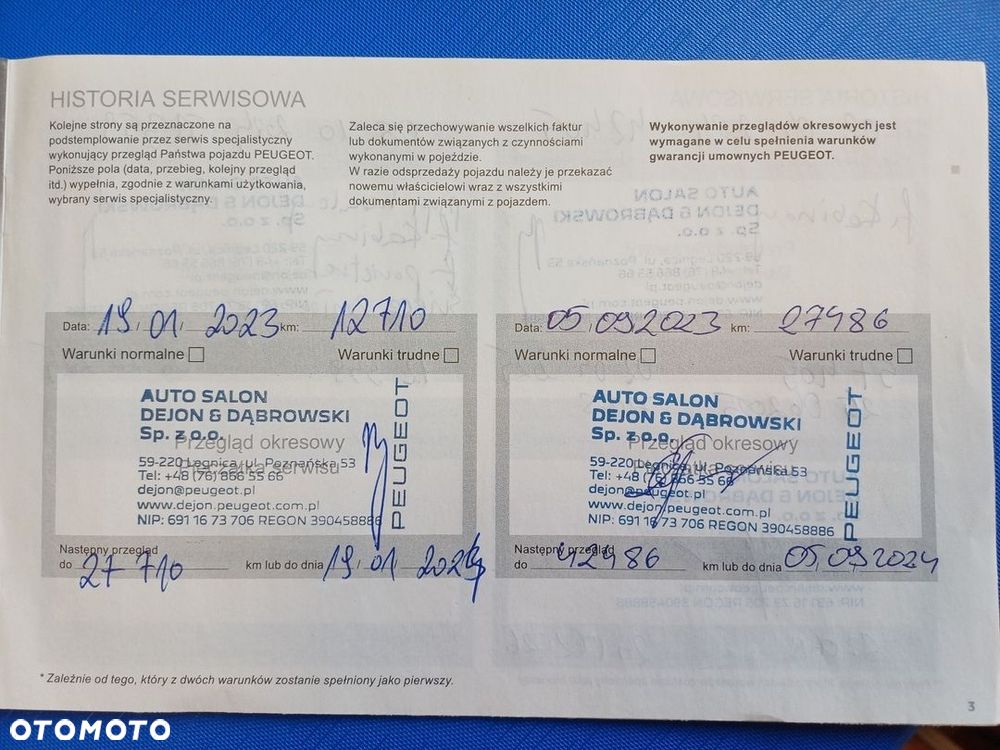 HISTORIA SERWISOWA
Kolejne strony są przeznaczone na
podstemplowanie przez serwis specjalistyczny
wykonujący przegląd Państwa pojazdu PEUGEOT.
Poniższe pola (data, przebieg, kolejny przegląd
itd.) wypełnia, zgodnie z warunkami użytkowania,
wybrany serwis specjalistyczny.
Zaleca się przechowywanie wszelkich faktur
lub dokumentów związanych z czynnościami
wykonanymi w pojeździe.
W razie odsprzedaży pojazdu należy je przekazać
nowemu właścicielowi wraz z wszystkimi
dokumentami związanymi z pojazdem.
Wykonywanie przeglądów okresowych jest
wymagane w celu spełnienia warunków
gwarancji umownych PEUGEOT.
Data: 19 / 01 / 2023 km: 12710
Warunki normalne Warunki trudne
AUTO SALON
DEJON & DĄBROWSKI
Sp. z o.o.
Przegląd okresowy
Pieczątka serwisu
59-220 Legnica, ul. Poznańska 53
Tel: +48 (76) 866 55 66
dejon@peugeot.pl
www.dejon.peugeot.com.pl
NIP: 691 16 73 706 REGON 390458886
PEUGEOT
Następny przegląd
do 27 710 km lub do dnia 19 / 01 2024
Data: 05.09.2023 km: 27486
Warunki normalne Warunki trudne
AUTO SALON
DEJON & DĄBROWSKI
Sp. z o.o.
Przegląd okresowy
Pieczątka serwisu
59-220 Legnica, ul. Poznańska 53
Tel: +48 (76) 866 55 66
dejon@peugeot.pl
www.dejon.peugeot.com.pl
NIP: 691 16 73 706 REGON 390458886
PEUGEOT
Następny przegląd
do 42486 km lub do dnia 05.09.2024
* Zależnie od tego, który z dwóch warunków zostanie spełniony jako pierwszy.
3
OTOMOTO